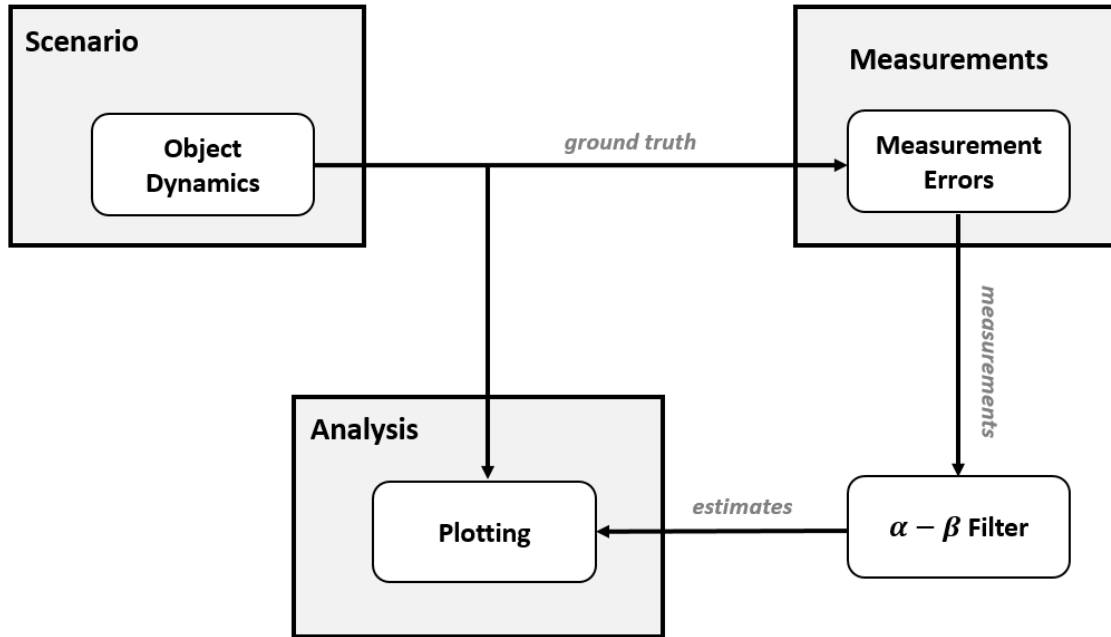 Scenario
Measurements
Object
Dynamics
ground truth
Measurement
Errors
measurements
Analysis
Plotting
estimates
α − β Filter